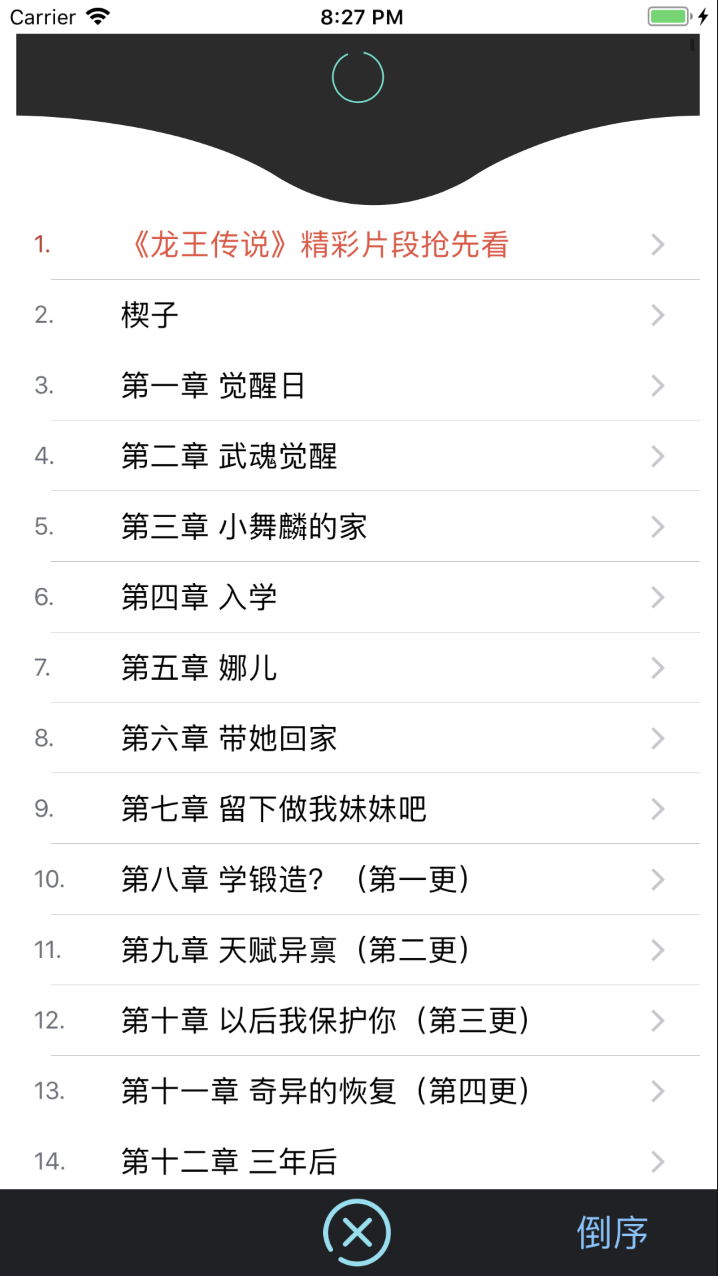 Carrier 8:27 PM
1. 《龙王传说》精彩片段抢先看
2. 楔子
3. 第一章 觉醒日
4. 第二章 武魂觉醒
5. 第三章 小舞麟的家
6. 第四章 入学
7. 第五章 娜儿
8. 第六章 带她回家
9. 第七章 留下做我妹妹吧
10. 第八章 学锻造？（第一更）
11. 第九章 天赋异禀（第二更）
12. 第十章 以后我保护你（第三更）
13. 第十一章 奇异的恢复（第四更）
14. 第十二章 三年后
倒序